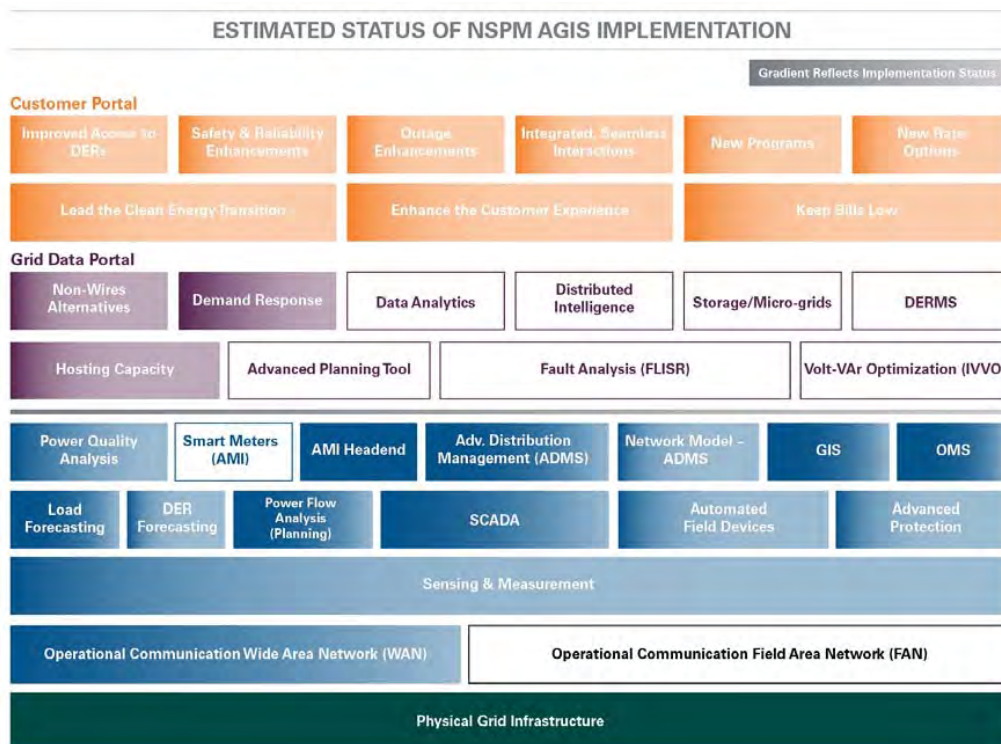 ESTIMATED STATUS OF NSPM AGIS IMPLEMENTATION
Gradient Reflects Implementation Status
Customer Portal
Improved Access to
DERs
Safety & Reliability
Enhancements
Outage
Enhancements
Integrated, Seamless
Interactions
New Programs
New Rate
Options
Lead the Clean Energy Transition
Enhance the Customer Experience
Keep Bills Low
Grid Data Portal
Non-Wires
Alternatives
Demand Response
Data Analytics
Distributed
Intelligence
Storage/Micro-grids
DERMS
Hosting Capacity
Advanced Planning Tool
Fault Analysis (FLISR)
Volt-VAr Optimization (IVVO)
Power Quality
Analysis
Smart Meters
(AMI)
AMI Headend
Adv. Distribution
Management (ADMS)
Network Model –
ADMS
GIS
OMS
Load
Forecasting
DER
Forecasting
Power Flow
Analysis
(Planning)
SCADA
Automated
Field Devices
Advanced
Protection
Sensing & Measurement
Operational Communication Wide Area Network (WAN)
Operational Communication Field Area Network (FAN)
Physical Grid Infrastructure